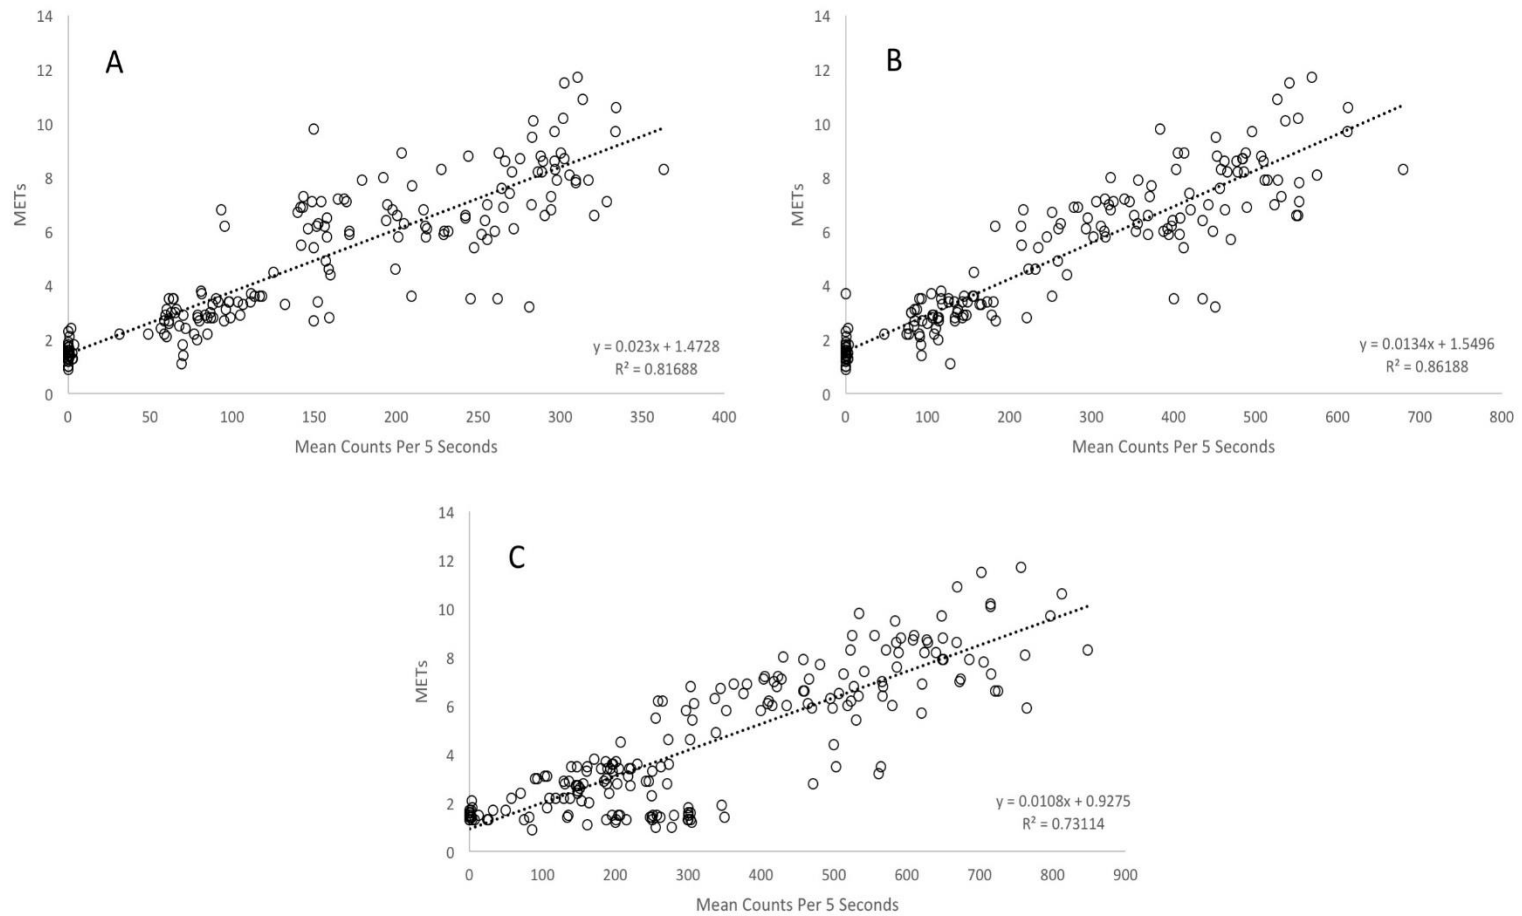 A
14
12
10
8
6
4
2
0
METs
y = 0.023x + 1.4728
R² = 0.81688
0 50 100 150 200 250 300 350 400
Mean Counts Per 5 Seconds
B
14
12
10
8
6
4
2
0
METs
y = 0.0134x + 1.5496
R² = 0.86188
0 100 200 300 400 500 600 700 800
Mean Counts Per 5 Seconds
C
14
12
10
8
6
4
2
0
METs
y = 0.0108x + 0.9275
R² = 0.73114
0 100 200 300 400 500 600 700 800 900
Mean Counts Per 5 Seconds